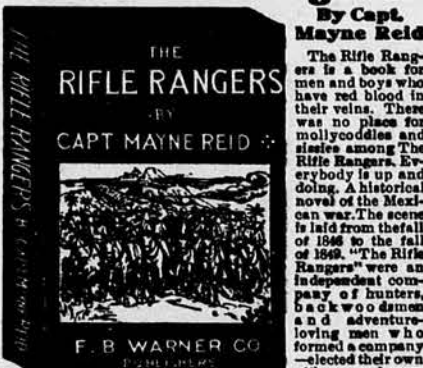 THE RIFLE RANGERS BY CAPT. MAYNE REID
THE
RIFLE RANGERS
BY
CAPT MAYNE REID
F. B WARNER CO
PUBLISHERS
By Capt.
Mayne Reid
The Rifle Rang-
ers is a book for
men and boys who
have red blood in
their veins. There
was no place for
mollycoddles and
sissies among The
Rifle Rangers. Ev-
erybody is up and
doing. A historical
novel of the Mexi-
can war. The scene
is laid from the fall
of 1846 to the fall
of 1849. "The Rifle
Rangers" were an
independent com-
pany of hunters,
backwoodsmen
and adventure-
loving men who
formed a company
—elected their own